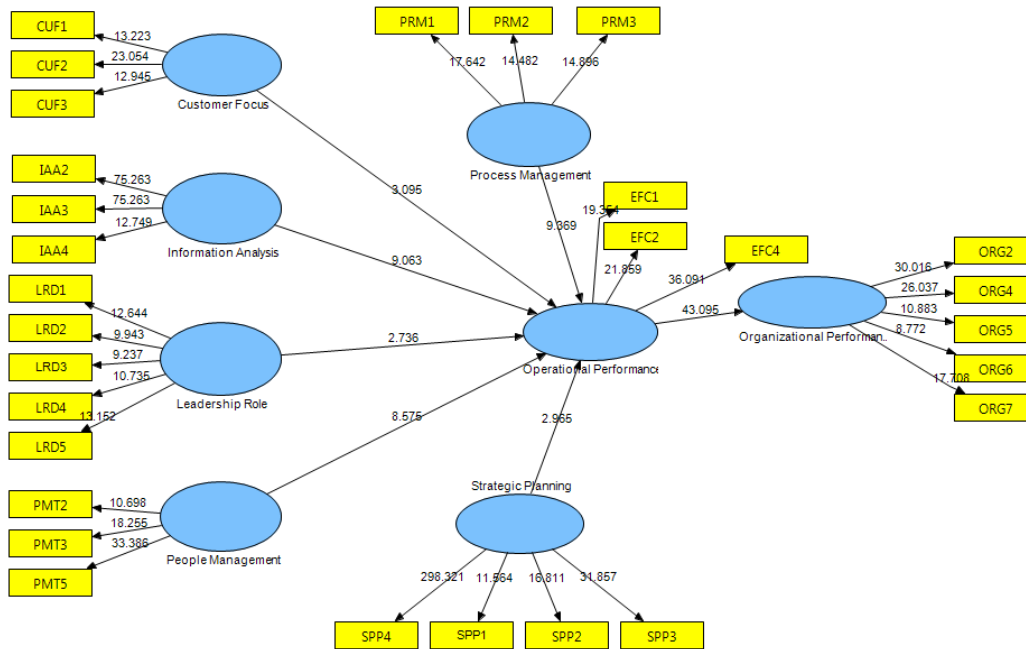 CUF1
13.223
CUF2
23.054
CUF3
12.945
Customer Focus
PRM1
PRM2
PRM3
17.642
14.482
14.896
Process Management
9.369
3.095
IAA2
75.263
IAA3
75.263
IAA4
12.749
Information Analysis
9.063
EFC1
19.354
EFC2
21.859
EFC4
36.091
43.095
ORG2
30.016
ORG4
26.037
ORG5
10.883
ORG6
8.772
ORG7
17.708
Organizational Performan..
Operational Performance
LRD1
12.644
LRD2
9.943
LRD3
9.237
LRD4
10.735
LRD5
13.152
Leadership Role
2.736
PMT2
10.698
PMT3
18.255
PMT5
33.386
People Management
8.575
2.965
Strategic Planning
298.321
11.564
16.811
31.857
SPP4
SPP1
SPP2
SPP3